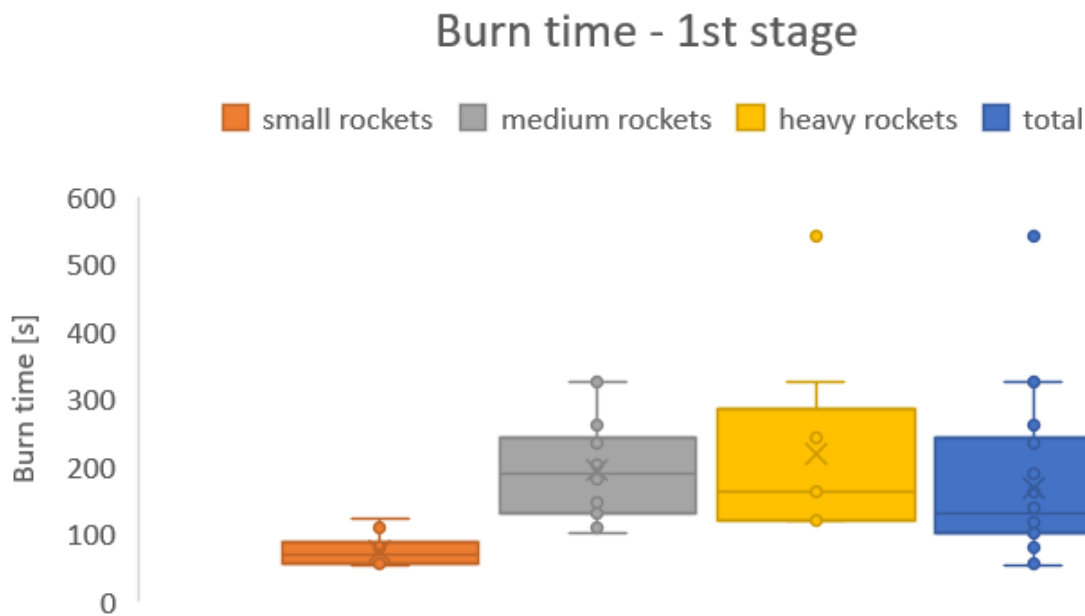 Burn time - 1st stage
small rockets medium rockets heavy rockets total
600
500
400
300
200
100
0
Burn time [s]